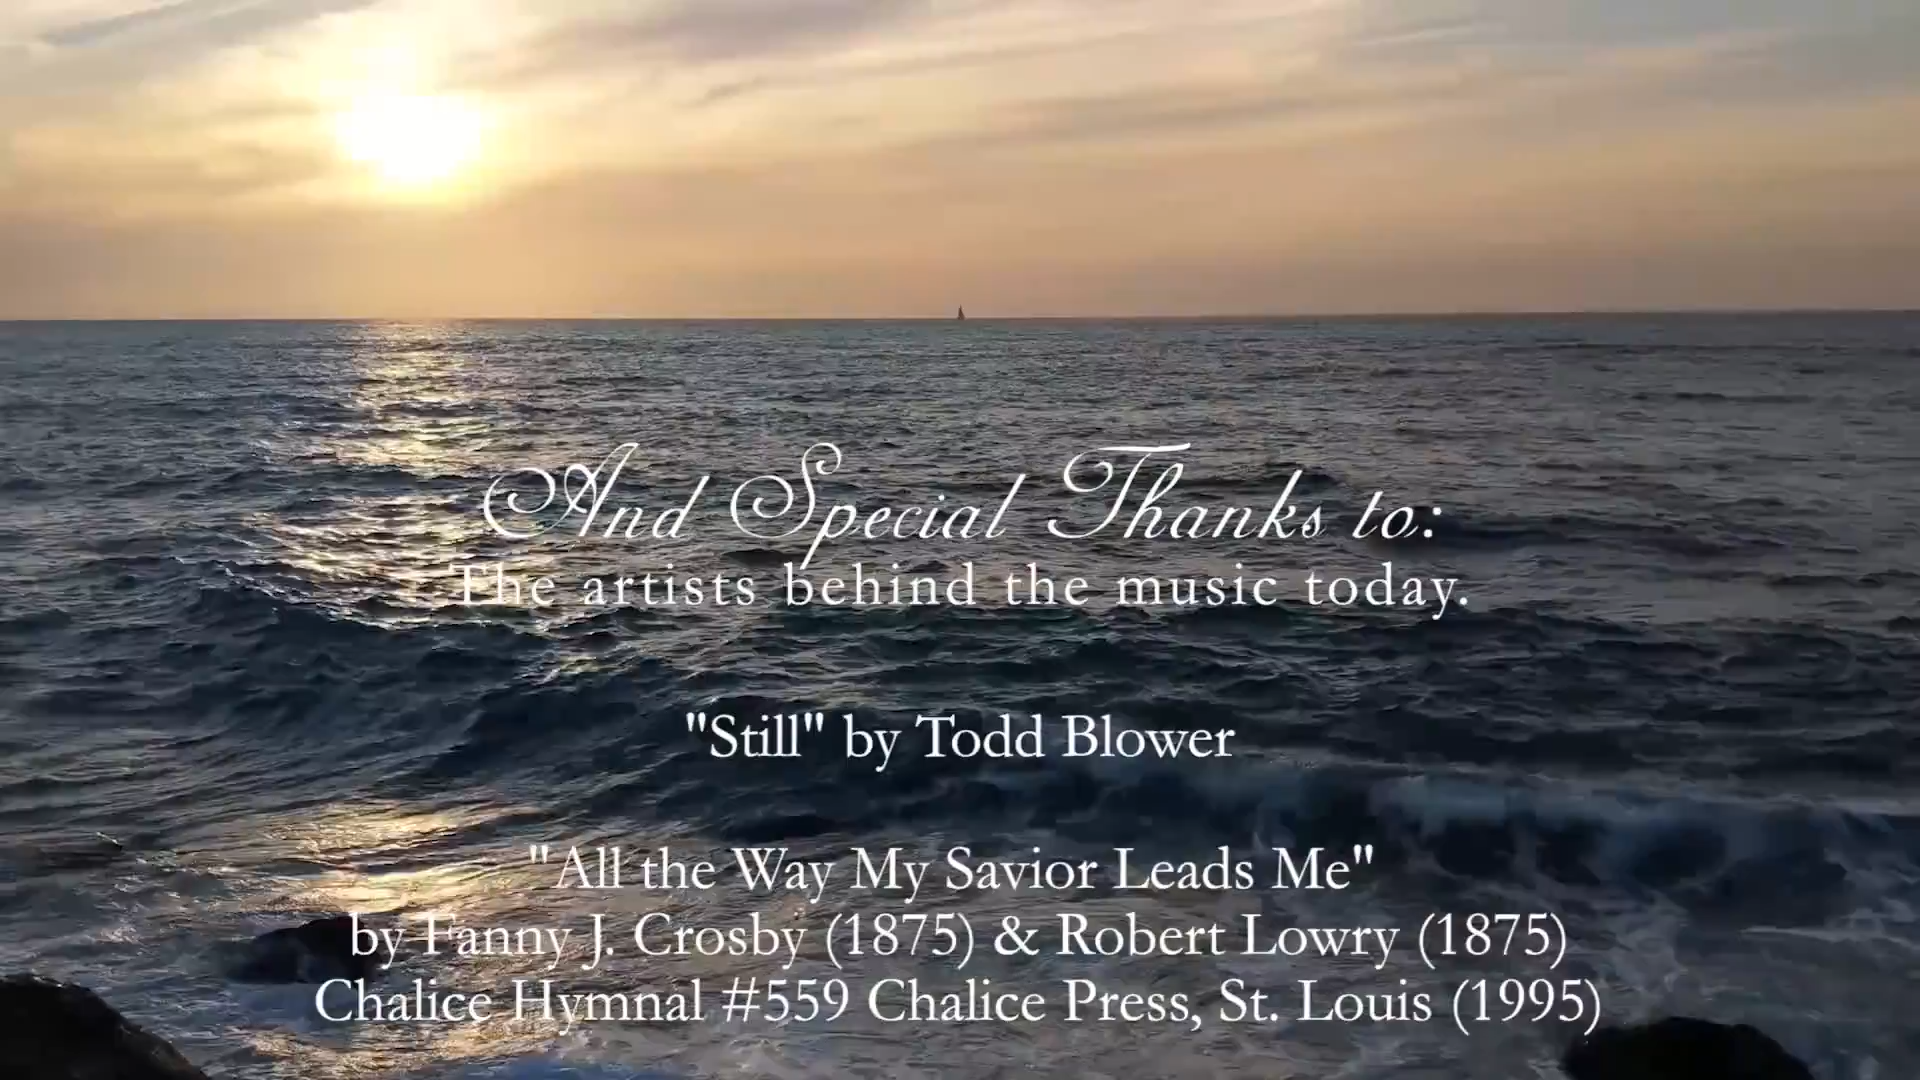 And Special Thanks to:
The artists behind the music today.
"Still" by Todd Blower
"All the Way My Savior Leads Me"
by Fanny J. Crosby (1875) & Robert Lowry (1875)
Chalice Hymnal #559 Chalice Press, St. Louis (1995)